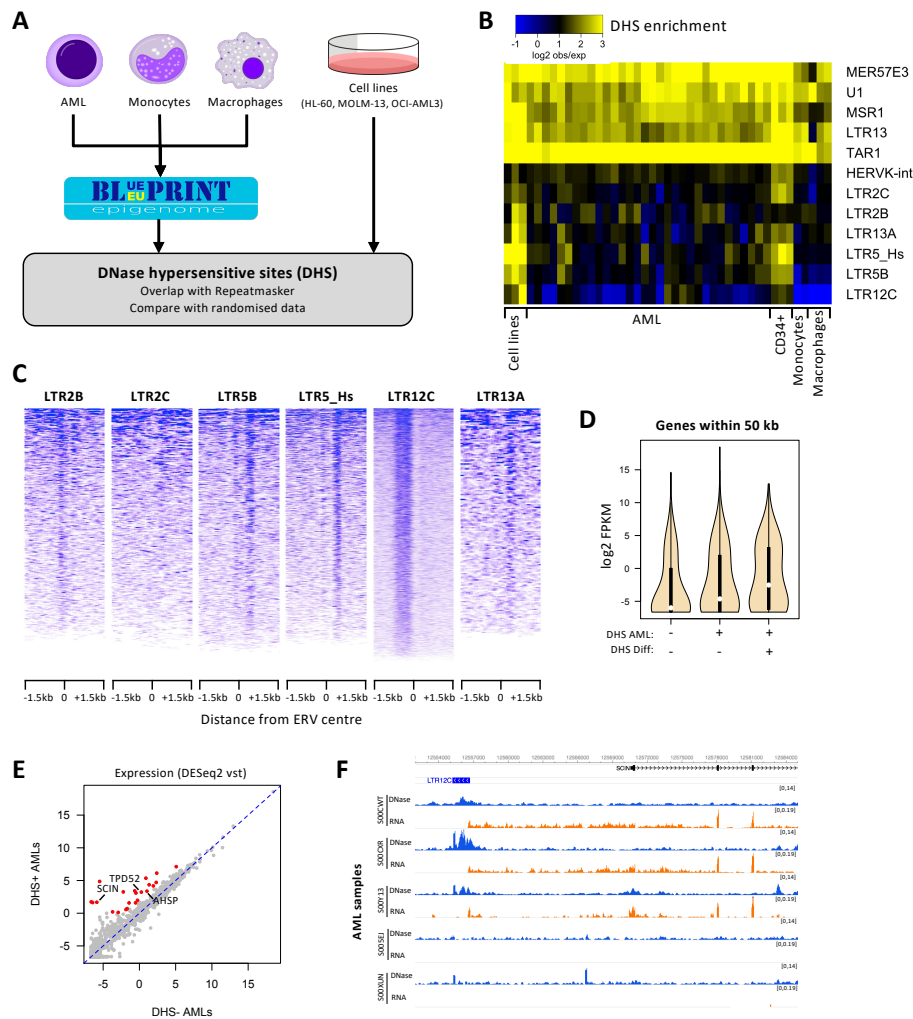 A
AML
Monocytes
Macrophages
Cell lines
(HL-60, MOLM-13, OCI-AML3)
BLUEPRINT
EU
epigenome
DNase hypersensitive sites (DHS)
Overlap with Repeatmasker
Compare with randomised data
B
DHS enrichment
-1 0 1 2 3
log2 obs/exp
MER57E3
U1
MSR1
LTR13
TAR1
HERVK-int
LTR2C
LTR2B
LTR13A
LTR5_Hs
LTR5B
LTR12C
Cell lines
AML
CD34+
Monocytes
Macrophages
C
LTR2B LTR2C LTR5B LTR5_Hs LTR12C LTR13A
-1.5kb 0 +1.5kb -1.5kb 0 +1.5kb -1.5kb 0 +1.5kb -1.5kb 0 +1.5kb -1.5kb 0 +1.5kb -1.5kb 0 +1.5kb
Distance from ERV centre
D
Genes within 50 kb
log2 FPKM
15
10
5
0
-5
DHS AML: - + +
DHS Diff: - - +
E
Expression (DESeq2 vst)
DHS+ AMLs
15
10
5
0
-5
TPD52
SCIN
AHSP
-5 0 5 10 15
DHS- AMLs
F
SCIN
LTR12C
AML samples
[0,14]
DNase
S00CWT
[0,0.19]
RNA
[0,14]
DNase
[0,0.19]
RNA
[0,14]
DNase
S00Y13
[0,0.19]
RNA
[0,14]
DNase
S005EJ
[0,0.19]
RNA
[0,14]
DNase
S00XUN
[0,0.19]
RNA